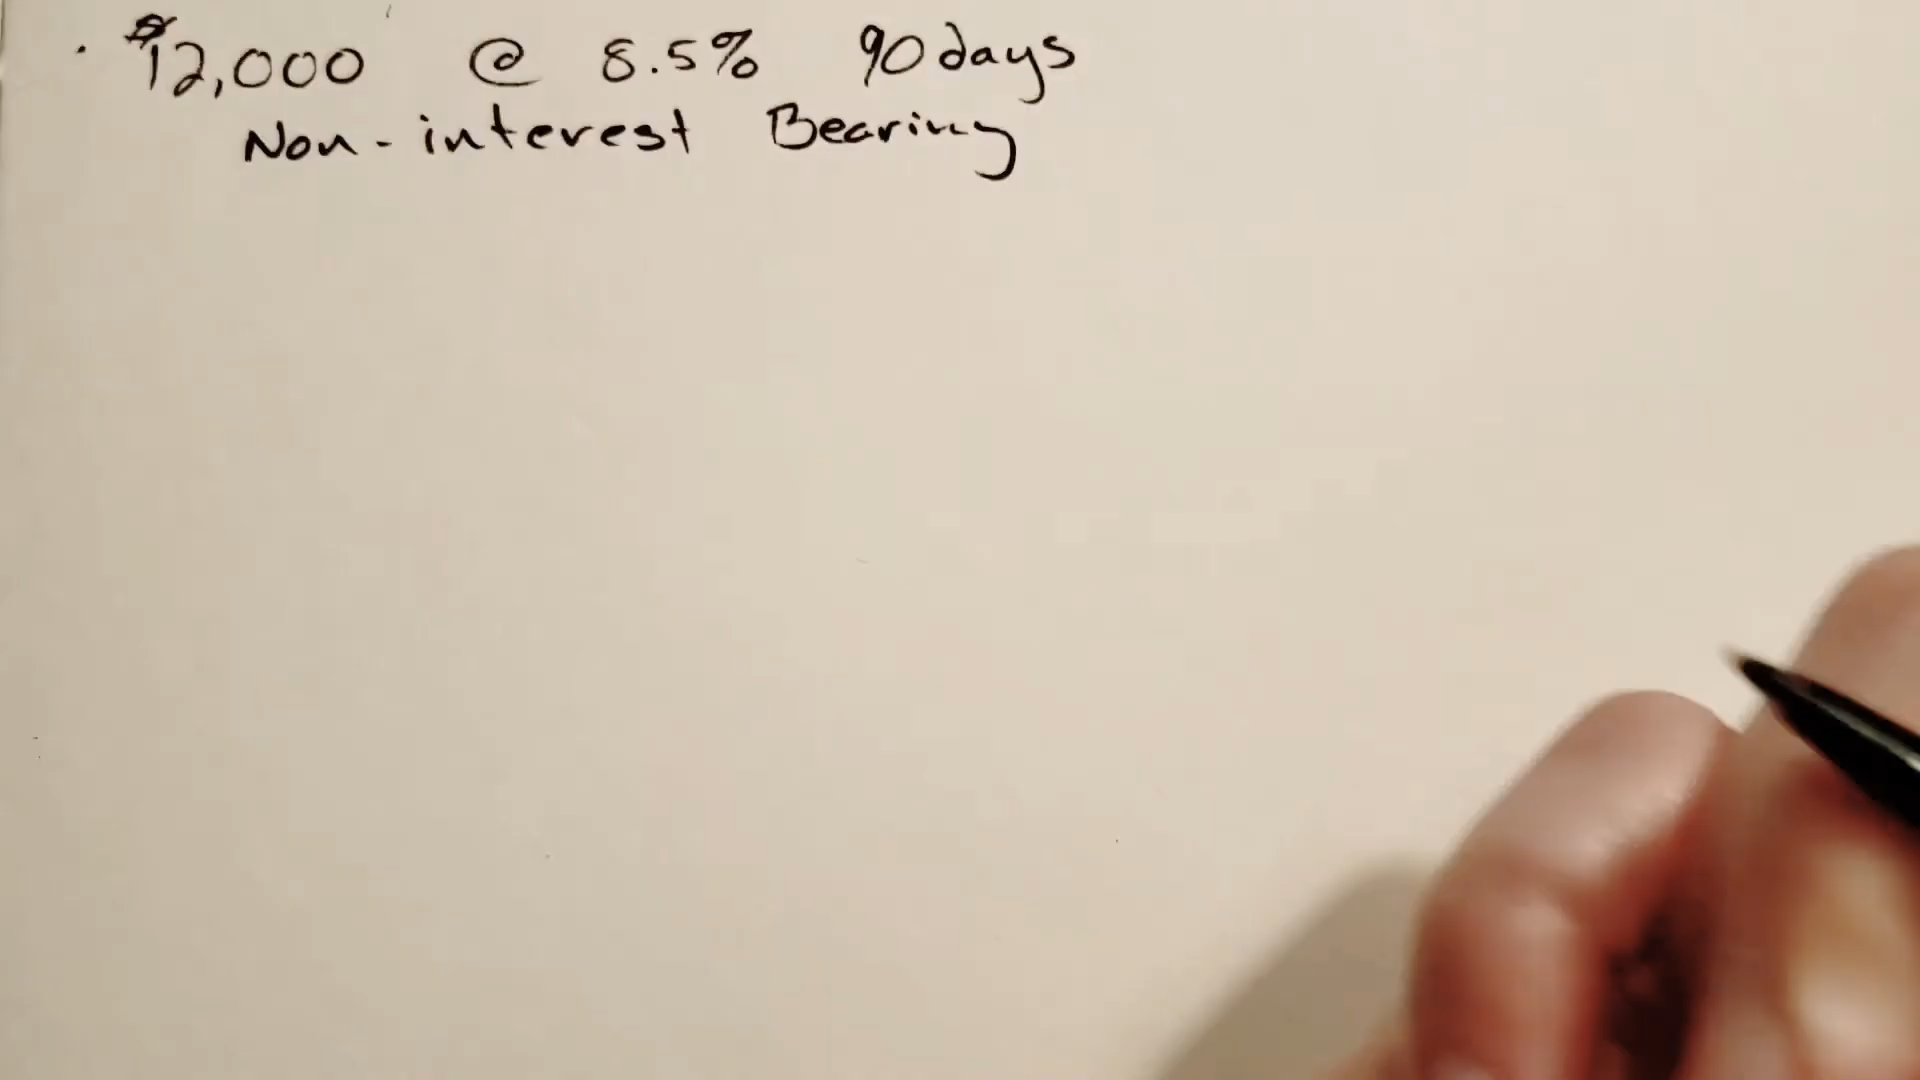 $12,000 @ 8.5% 90 days
Non-interest Bearing